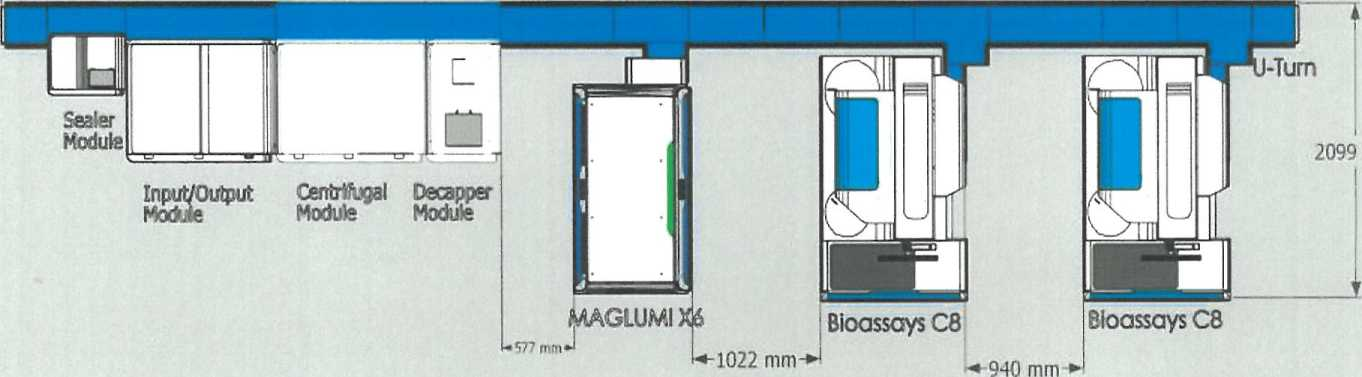 U-Turn
Sealer
Module
2099
Input/Output
Module
Centrifugal
Module
Decapper
Module
MAGLUMI X6
Bioassays C8
Bioassays C8
577 mm
1022 mm
940 mm